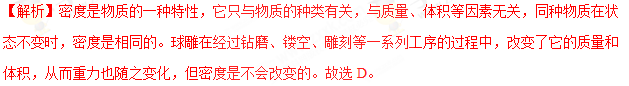 【解析】密度是物质的一种特性，它只与物质的种类有关，与质量、体积等因素无关，同种物质在状
态不变时，密度是相同的。球雕在经过钻磨、镂空、雕刻等一系列工序的过程中，改变了它的质量和
体积，从而重力也随之变化，但密度是不会改变的。故选 D。